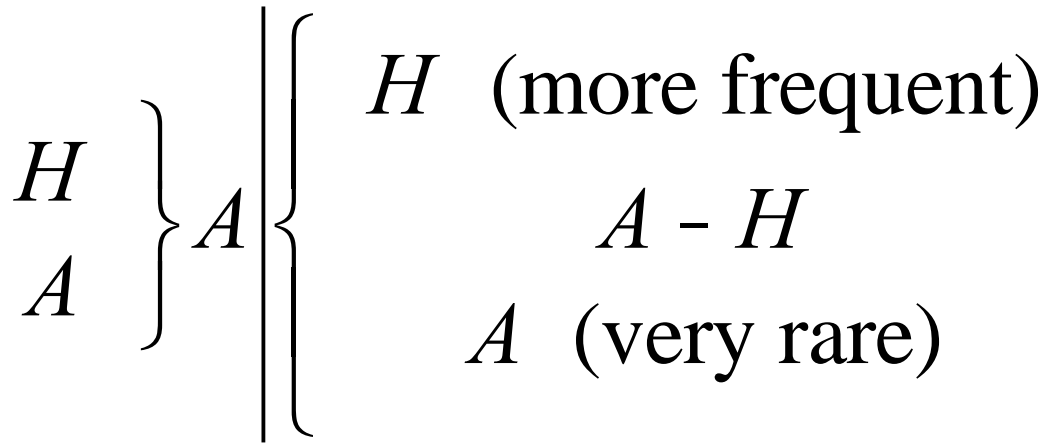 H (more frequent)
H
A | A - H
A
A (very rare)